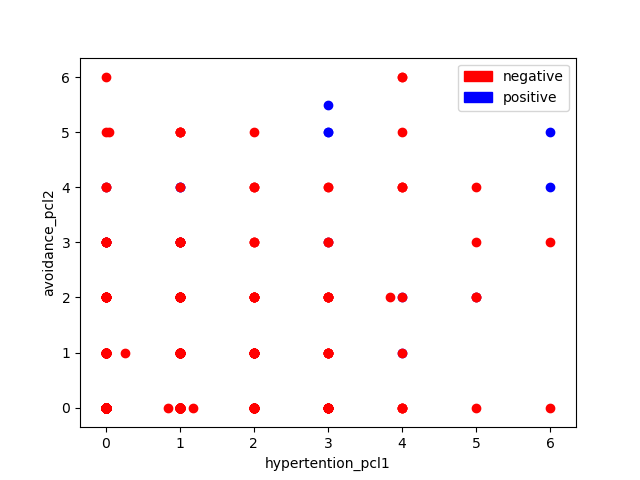 negative
positive
6
5
4
3
2
1
0
avoidance_pcl2
0 1 2 3 4 5 6
hypertention_pcl1